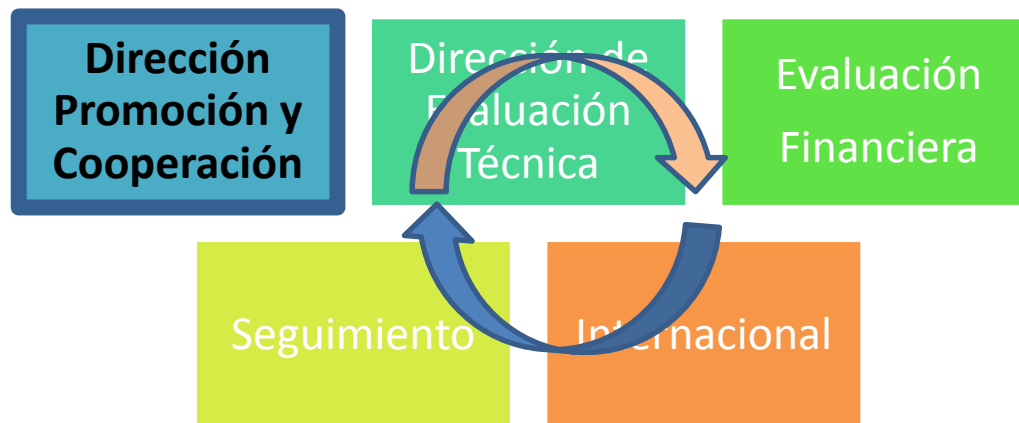 Dirección
Promoción y
Cooperación
Dirección de
Evaluación
Técnica
Evaluación
Financiera
Seguimiento
Internacional